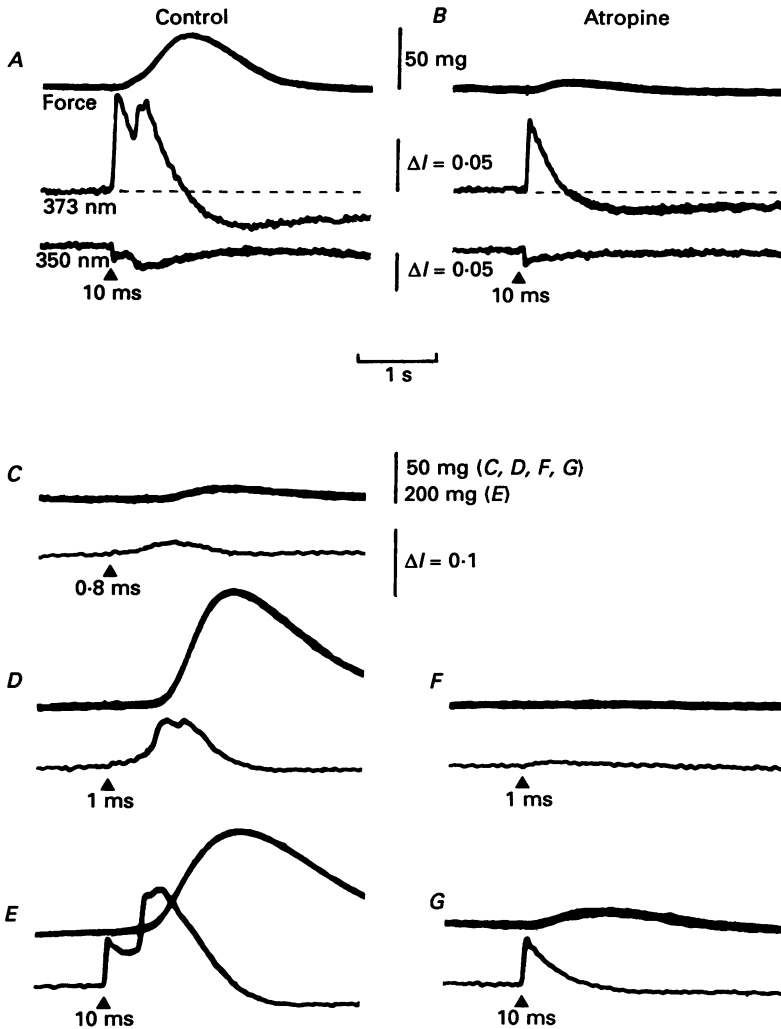 Control
B
Atropine
A
50 mg
Force
ΔI = 0·05
373 nm
350 nm
ΔI = 0·05
10 ms
10 ms
1 s
C
50 mg (C, D, F, G)
200 mg (E)
ΔI = 0·1
0·8 ms
D
F
1 ms
1 ms
E
G
10 ms
10 ms